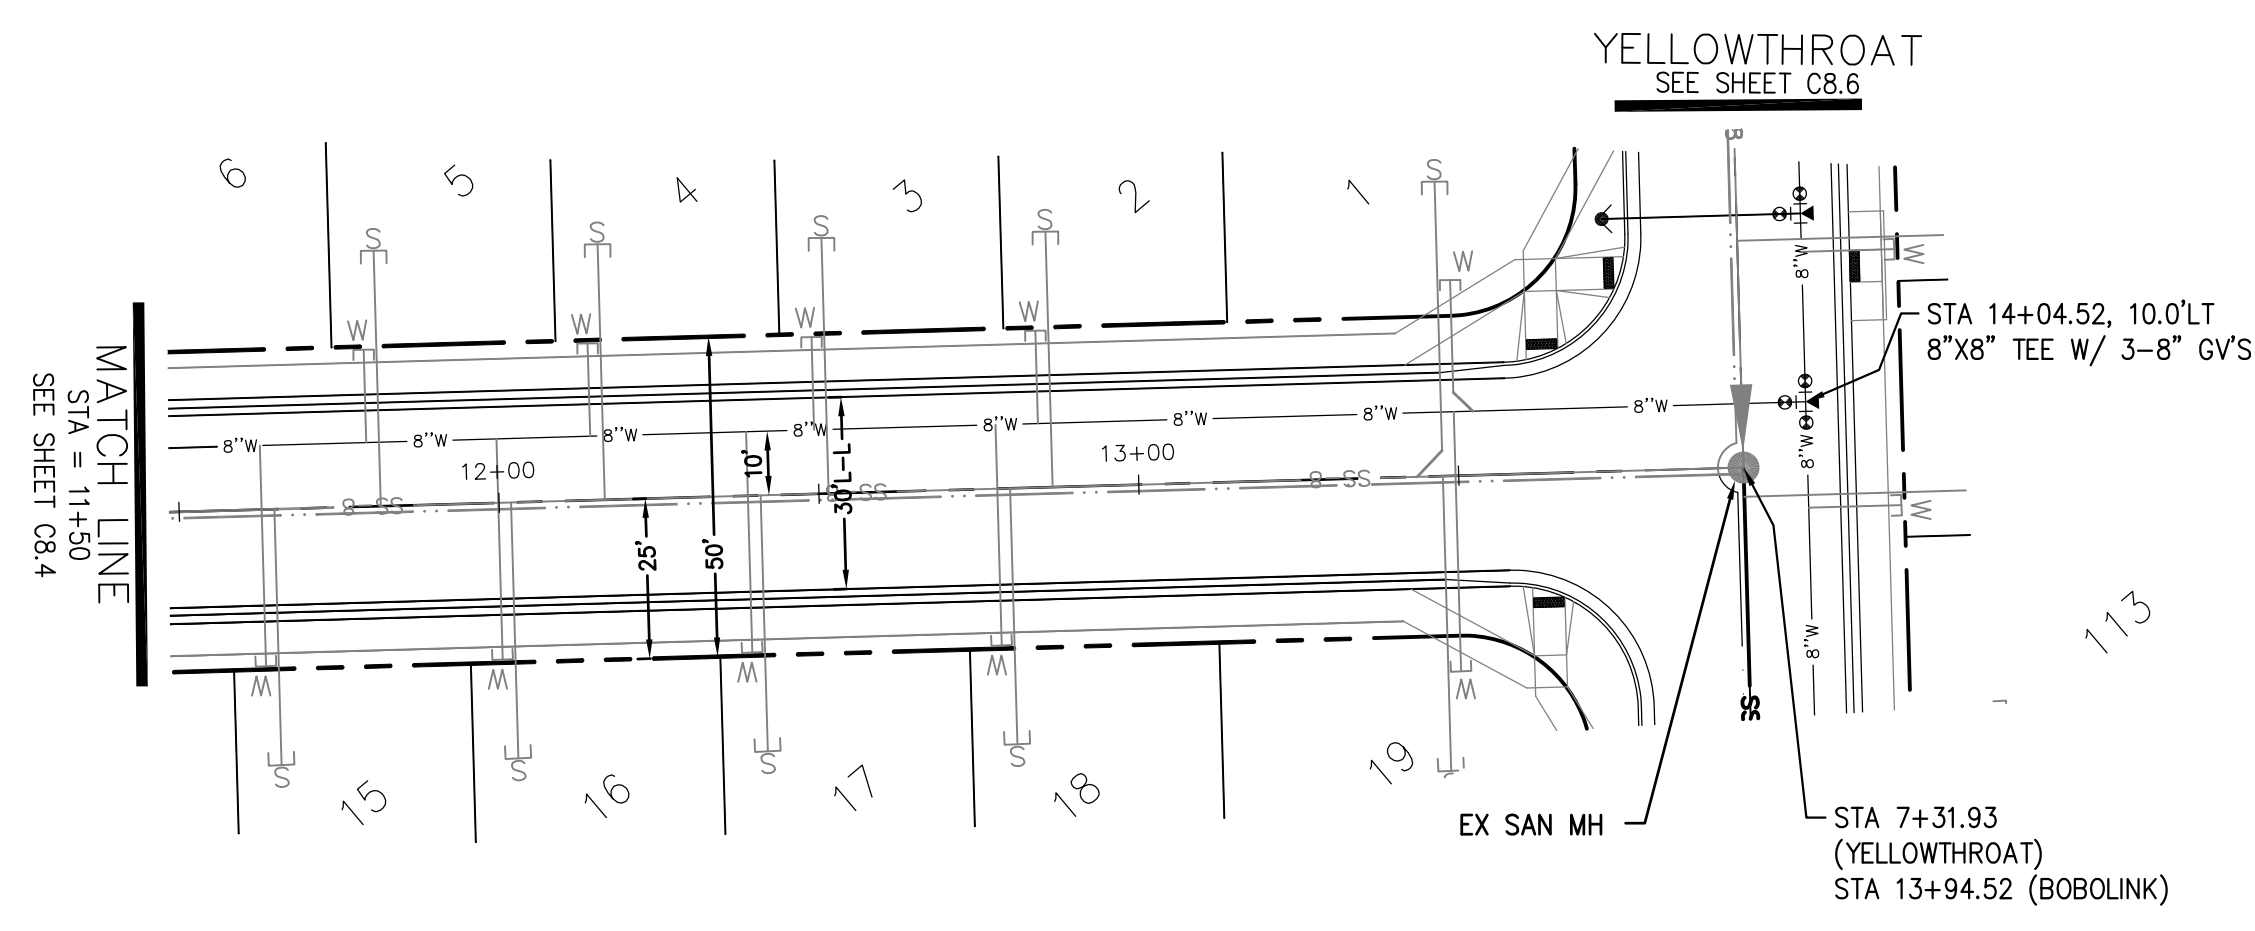 YELLOWTHROAT
SEE SHEET C8.6
6
5
4
3
2
1
S
S
S
S
S
W
W
W
W
W
W
8"W
STA 14+04.52, 10.0'LT
8"X8" TEE W/ 3-8" GV'S
MATCH LINE
STA = 11+50
SEE SHEET C8.4
8"W
8"W
8"W
8"W
8"W
8"W
8"W
8"W
8"W
12+00
13+00
10'
30'L-L
8 SS
SS
8 SS
25'
50'
W
W
W
W
W
W
SS
S
S
S
S
15
16
17
18
19
113
EX SAN MH
STA 7+31.93
(YELLOWTHROAT)
STA 13+94.52 (BOBOLINK)